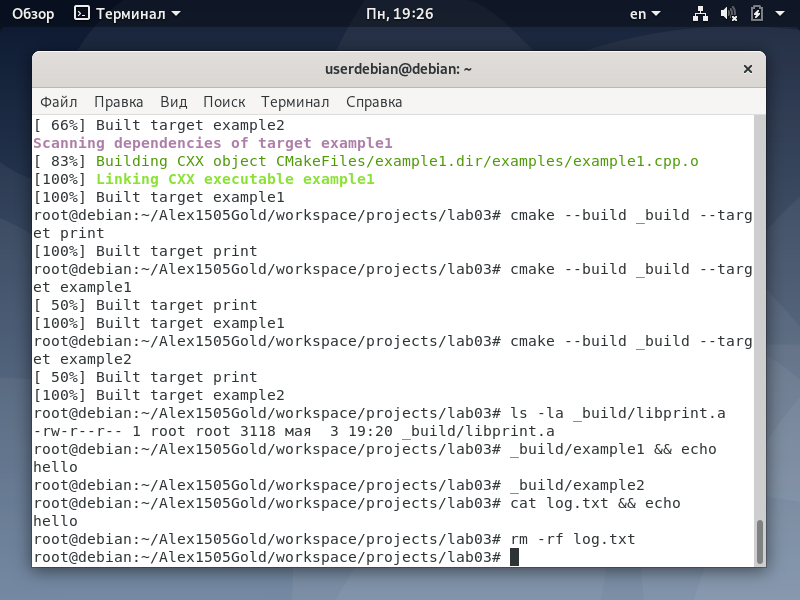 Обзор Терминал Пн, 19:26 en
userdebian@debian: ~ ×
Файл Правка Вид Поиск Терминал Справка
[ 66%] Built target example2
Scanning dependencies of target example1
[ 83%] Building CXX object CMakeFiles/example1.dir/examples/example1.cpp.o
[100%] Linking CXX executable example1
[100%] Built target example1
root@debian:~/Alex1505Gold/workspace/projects/lab03# cmake --build _build --targ
et print
[100%] Built target print
root@debian:~/Alex1505Gold/workspace/projects/lab03# cmake --build _build --targ
et example1
[ 50%] Built target print
[100%] Built target example1
root@debian:~/Alex1505Gold/workspace/projects/lab03# cmake --build _build --targ
et example2
[ 50%] Built target print
[100%] Built target example2
root@debian:~/Alex1505Gold/workspace/projects/lab03# ls -la _build/libprint.a
-rw-r--r-- 1 root root 3118 мая  3 19:20 _build/libprint.a
root@debian:~/Alex1505Gold/workspace/projects/lab03# _build/example1 && echo
hello
root@debian:~/Alex1505Gold/workspace/projects/lab03# _build/example2
root@debian:~/Alex1505Gold/workspace/projects/lab03# cat log.txt && echo
hello
root@debian:~/Alex1505Gold/workspace/projects/lab03# rm -rf log.txt
root@debian:~/Alex1505Gold/workspace/projects/lab03#